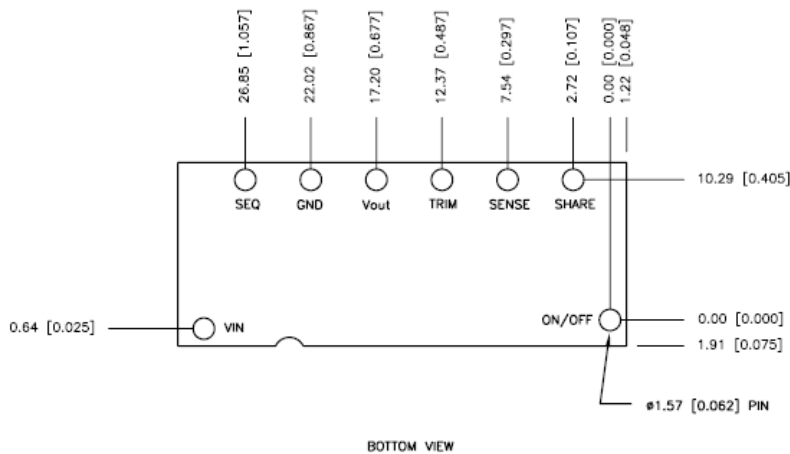 26.85 [1.057]
22.02 [0.867]
17.20 [0.677]
12.37 [0.487]
7.54 [0.297]
2.72 [0.107]
0.00 [0.000]
1.22 [0.048]
10.29 [0.405]
SEQ GND Vout TRIM SENSE SHARE
0.64 [0.025] VIN ON/OFF 0.00 [0.000]
1.91 [0.075]
ø1.57 [0.062] PIN
BOTTOM VIEW